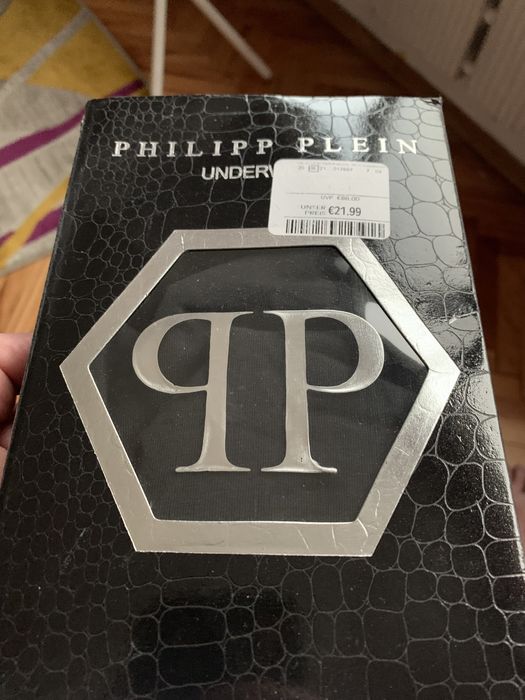 PHILIPP PLEIN
UNDERW
UVP €88.00
UNSER PREIS €21.99
PP